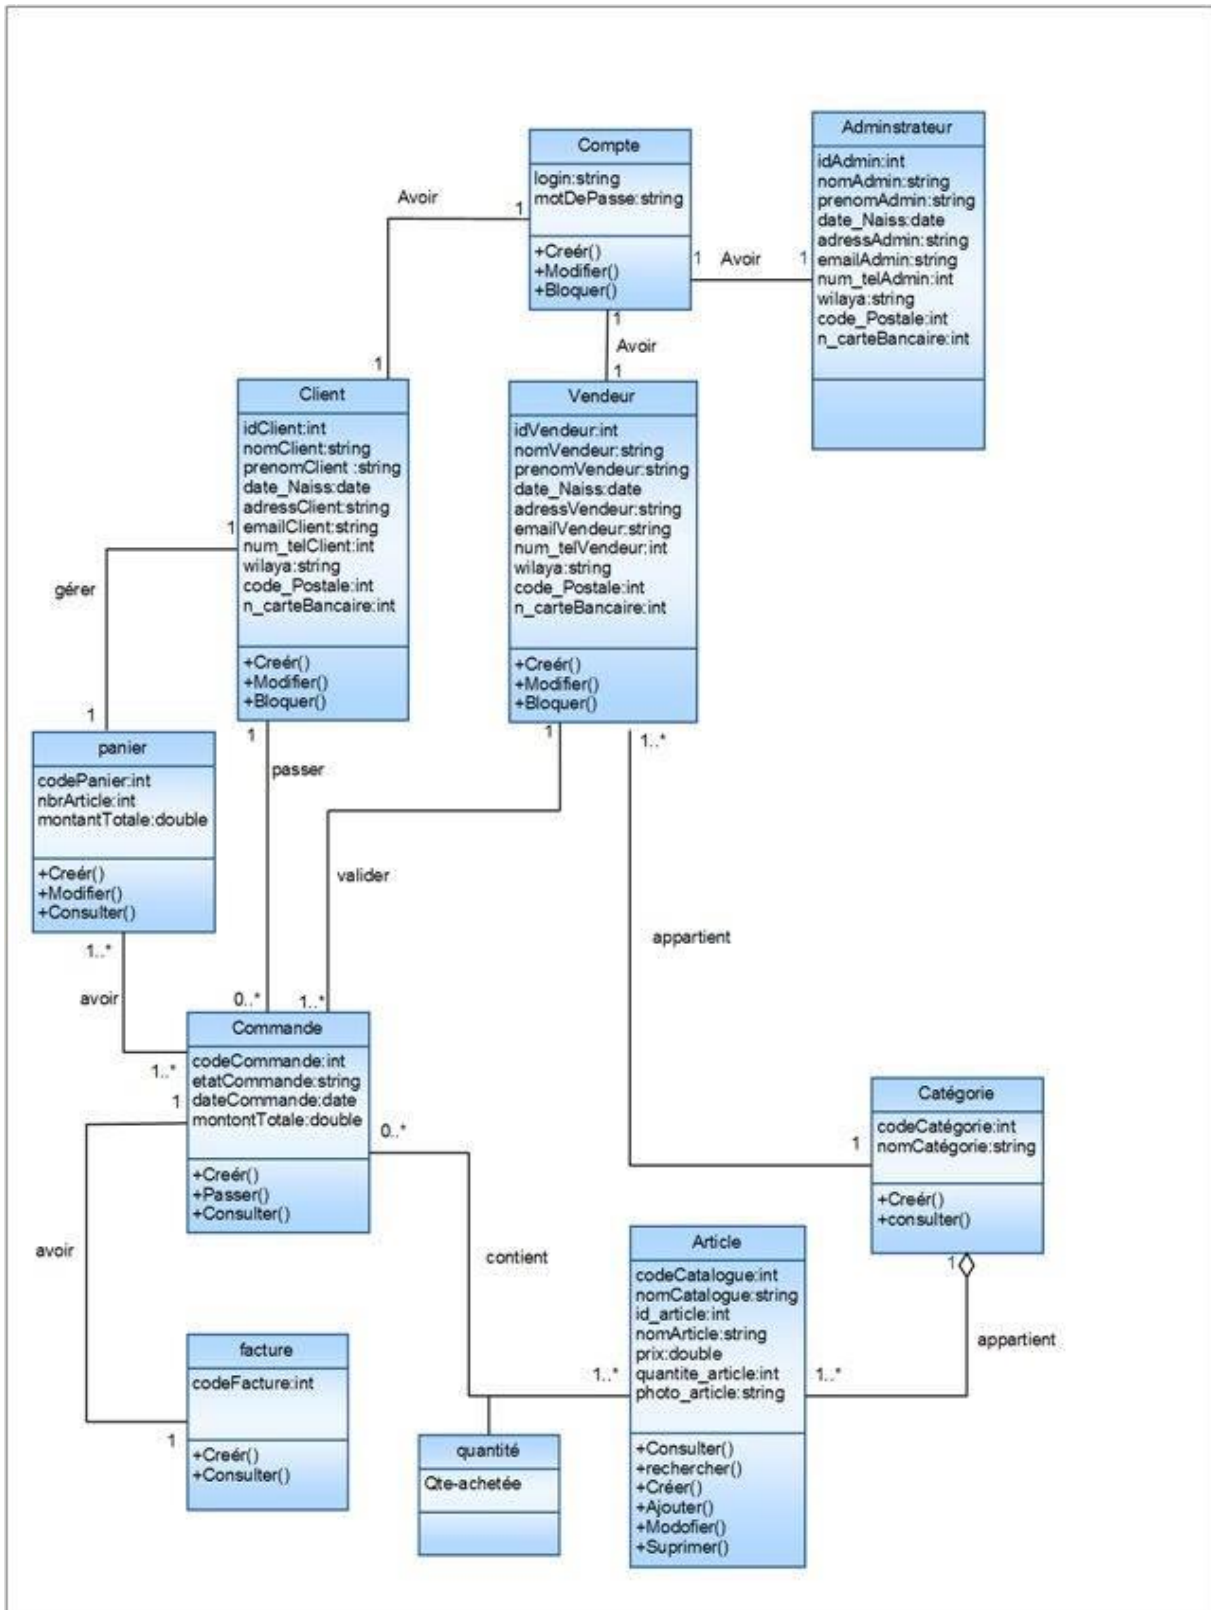 Compte
login:string
motDePasse:string
+Creér()
+Modifier()
+Bloquer()
Adminstrateur
idAdmin:int
nomAdmin:string
prenomAdmin:string
date_Naiss:date
adressAdmin:string
emailAdmin:string
num_telAdmin:int
wilaya:string
code_Postale:int
n_carteBancaire:int
Avoir
1
1
1
Avoir
1
1
Avoir
1
Client
idClient:int
nomClient:string
prenomClient :string
date_Naiss:date
adressClient:string
emailClient:string
num_telClient:int
wilaya:string
code_Postale:int
n_carteBancaire:int
+Creér()
+Modifier()
+Bloquer()
Vendeur
idVendeur:int
nomVendeur:string
prenomVendeur:string
date_Naiss:date
adressVendeur:string
emailVendeur:string
num_telVendeur:int
wilaya:string
code_Postale:int
n_carteBancaire:int
+Creér()
+Modifier()
+Bloquer()
1
gérer
1
panier
codePanier:int
nbrArticle:int
montantTotale:double
+Creér()
+Modifier()
+Consulter()
1
passer
0..*
1
valider
1..*
1..*
appartient
1
1..*
avoir
1..*
Commande
codeCommande:int
etatCommande:string
dateCommande:date
montontTotale:double
+Creér()
+Passer()
+Consulter()
Catégorie
codeCatégorie:int
nomCatégorie:string
+Creér()
+consulter()
1
avoir
1
0..*
contient
1..*
Article
codeCatalogue:int
nomCatalogue:string
id_article:int
nomArticle:string
prix:double
quantite_article:int
photo_article:string
+Consulter()
+rechercher()
+Créer()
+Ajouter()
+Modofier()
+Suprimer()
1
appartient
1..*
facture
codeFacture:int
+Creér()
+Consulter()
quantité
Qte-achetée